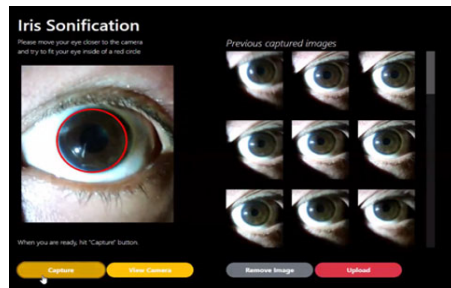 Iris Sonification
Please move your eye closer to the camera
and try to fit your eye inside of a red circle
Previous captured images
When you are ready, hit "Capture" button.
Capture
View Camera
Remove Image
Upload